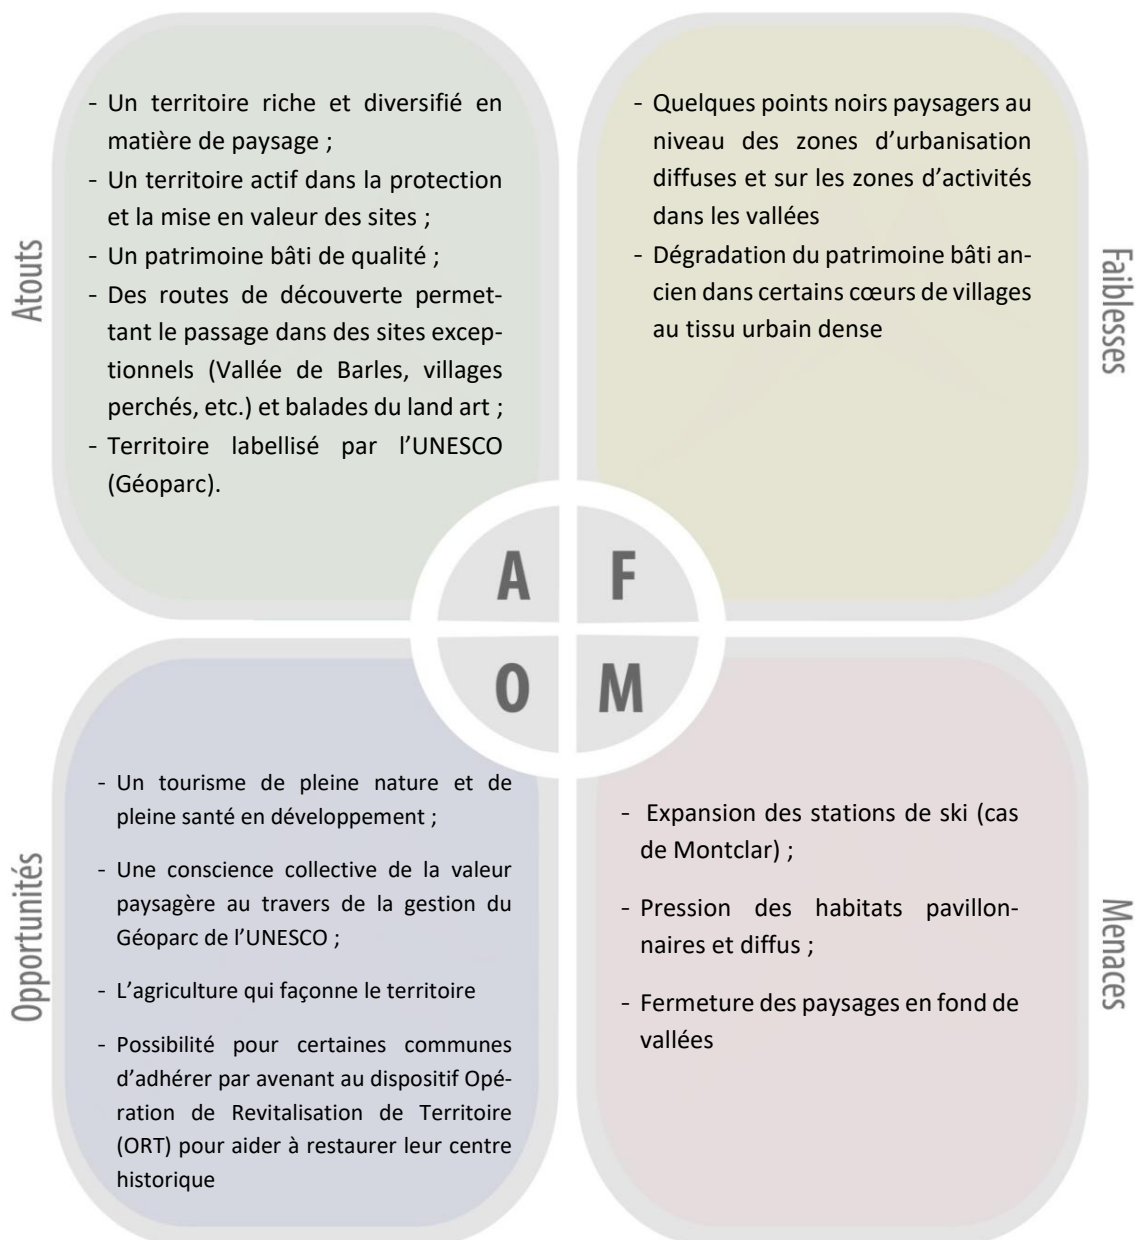 Atouts
- Un territoire riche et diversifié en
matière de paysage ;
- Un territoire actif dans la protection
et la mise en valeur des sites ;
- Un patrimoine bâti de qualité ;
- Des routes de découverte permet-
tant le passage dans des sites excep-
tionnels (Vallée de Barles, villages
perchés, etc.) et balades du land art ;
- Territoire labellisé par l’UNESCO
(Géoparc).
Faiblesses
- Quelques points noirs paysagers au
niveau des zones d’urbanisation
diffuses et sur les zones d’activités
dans les vallées
- Dégradation du patrimoine bâti an-
cien dans certains cœurs de villages
au tissu urbain dense
A F
O M
Opportunités
- Un tourisme de pleine nature et de
pleine santé en développement ;
- Une conscience collective de la valeur
paysagère au travers de la gestion du
Géoparc de l’UNESCO ;
- L’agriculture qui façonne le territoire
- Possibilité pour certaines communes
d’adhérer par avenant au dispositif Opé-
ration de Revitalisation de Territoire
(ORT) pour aider à restaurer leur centre
historique
Menaces
- Expansion des stations de ski (cas
de Montclar) ;
- Pression des habitats pavillon-
naires et diffus ;
- Fermeture des paysages en fond de
vallées